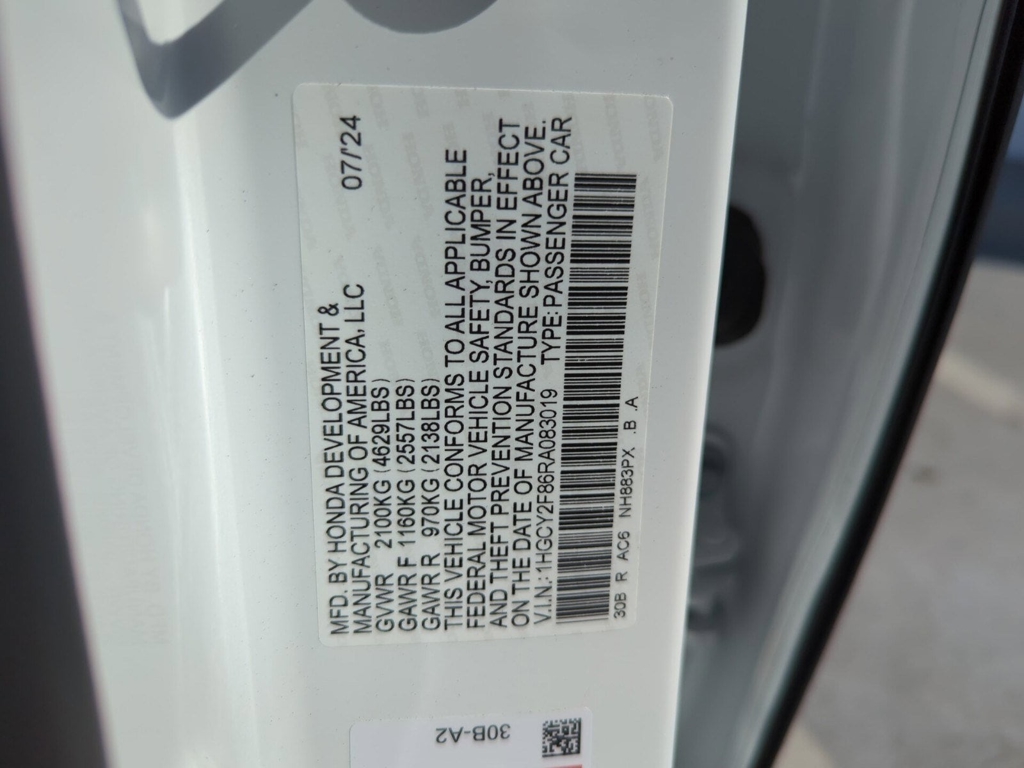 MFD. BY HONDA DEVELOPMENT &
MANUFACTURING OF AMERICA, LLC 07/'24
GVWR 2100KG (4629LBS)
GAWR F 1160KG (2557LBS)
GAWR R 970KG (2138LBS)
THIS VEHICLE CONFORMS TO ALL APPLICABLE
FEDERAL MOTOR VEHICLE SAFETY, BUMPER,
AND THEFT PREVENTION STANDARDS IN EFFECT
ON THE DATE OF MANUFACTURE SHOWN ABOVE.
V.I.N.: 1HGCY2F86RA083019 TYPE: PASSENGER CAR
30B R AC6 NH883PX .B .A
30B-A2